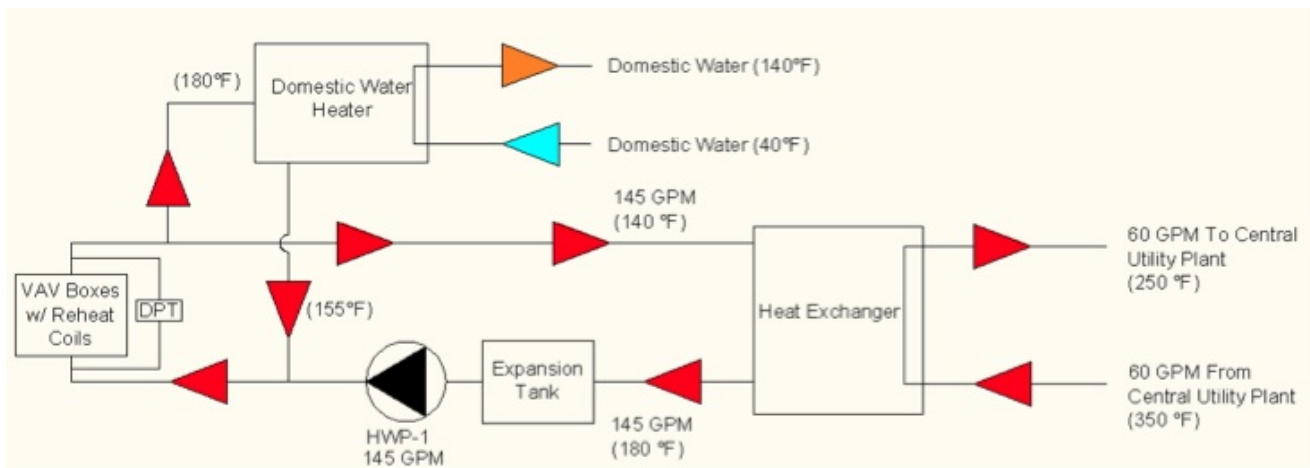 (180ºF)
Domestic Water
Heater
Domestic Water (140ºF)
Domestic Water (40ºF)
145 GPM
(140 ºF)
60 GPM To Central
Utility Plant
(250 ºF)
VAV Boxes
w/ Reheat
Coils
DPT
(155ºF)
Heat Exchanger
Expansion
Tank
60 GPM From
Central Utility Plant
(350 ºF)
HWP-1
145 GPM
145 GPM
(180 ºF)